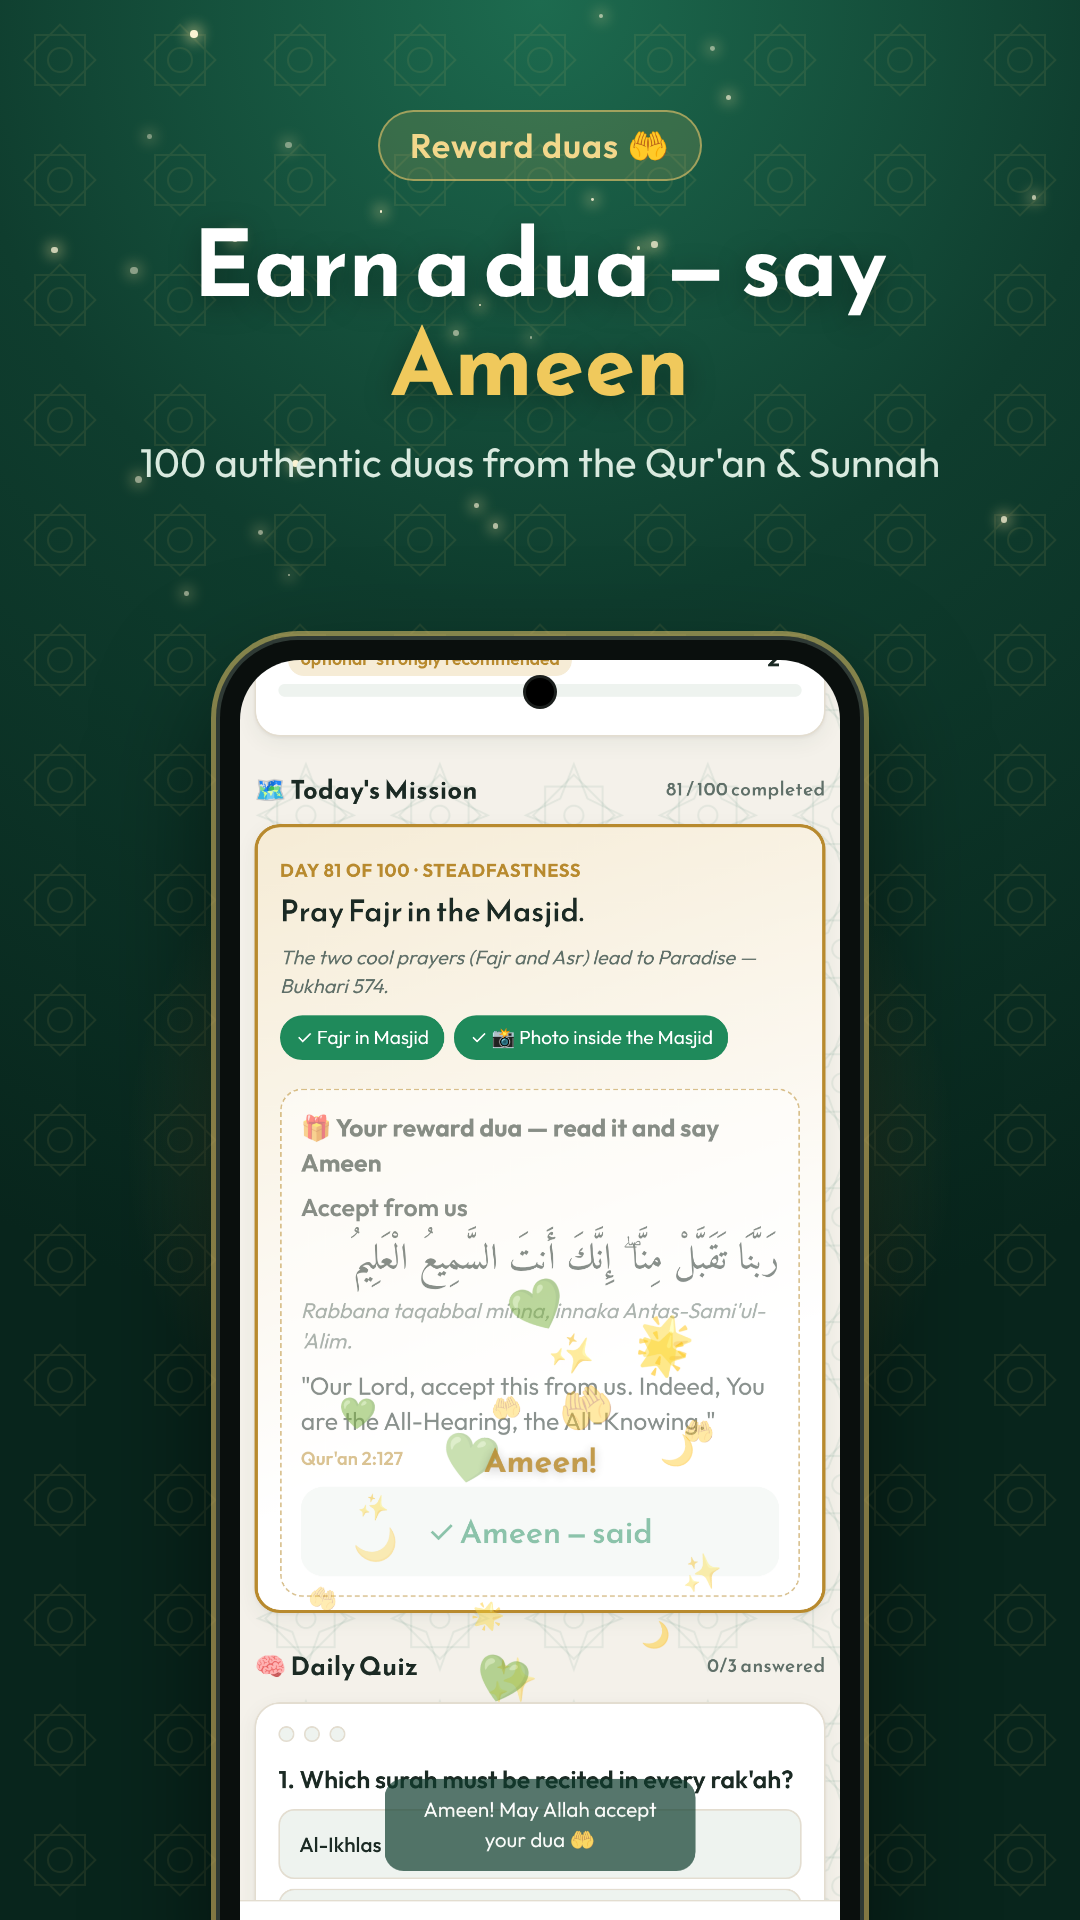 Reward duas 🤲
Earn a dua – say
Ameen
100 authentic duas from the Qur'an & Sunnah
optional strongly recommended
2
🗺️ Today's Mission
81 / 100 completed
DAY 81 OF 100 · STEADFASTNESS
Pray Fajr in the Masjid.
The two cool prayers (Fajr and Asr) lead to Paradise —
Bukhari 574.
✓ Fajr in Masjid
✓ 📸 Photo inside the Masjid
🎁 Your reward dua — read it and say
Ameen
Accept from us
رَبَّنَا تَقَبَّلْ مِنَّا ۖ إِنَّكَ أَنتَ السَّمِيعُ الْعَلِيمُ
Rabbana taqabbal minna, innaka Antas-Sami'ul-
'Alim.
"Our Lord, accept this from us. Indeed, You
are the All-Hearing, the All-Knowing."
Qur'an 2:127
Ameen!
✓ Ameen – said
🧠 Daily Quiz
0/3 answered
1. Which surah must be recited in every rak'ah?
Al-Ikhlas
Ameen! May Allah accept
your dua 🤲